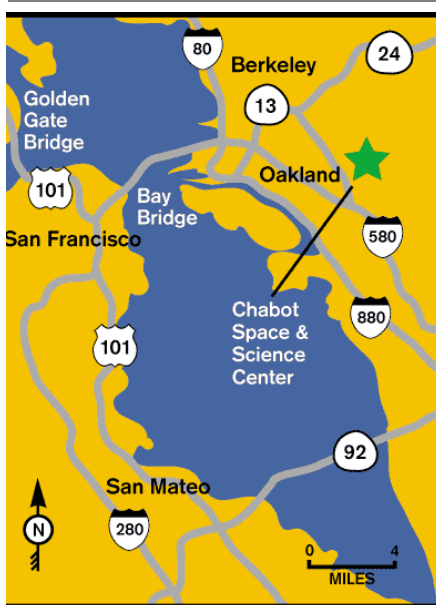 80
24
Berkeley
Golden
Gate
Bridge
13
101
Oakland
Bay
Bridge
San Francisco
580
Chabot
Space &
Science
Center
880
101
92
San Mateo
280
N
0 4
MILES